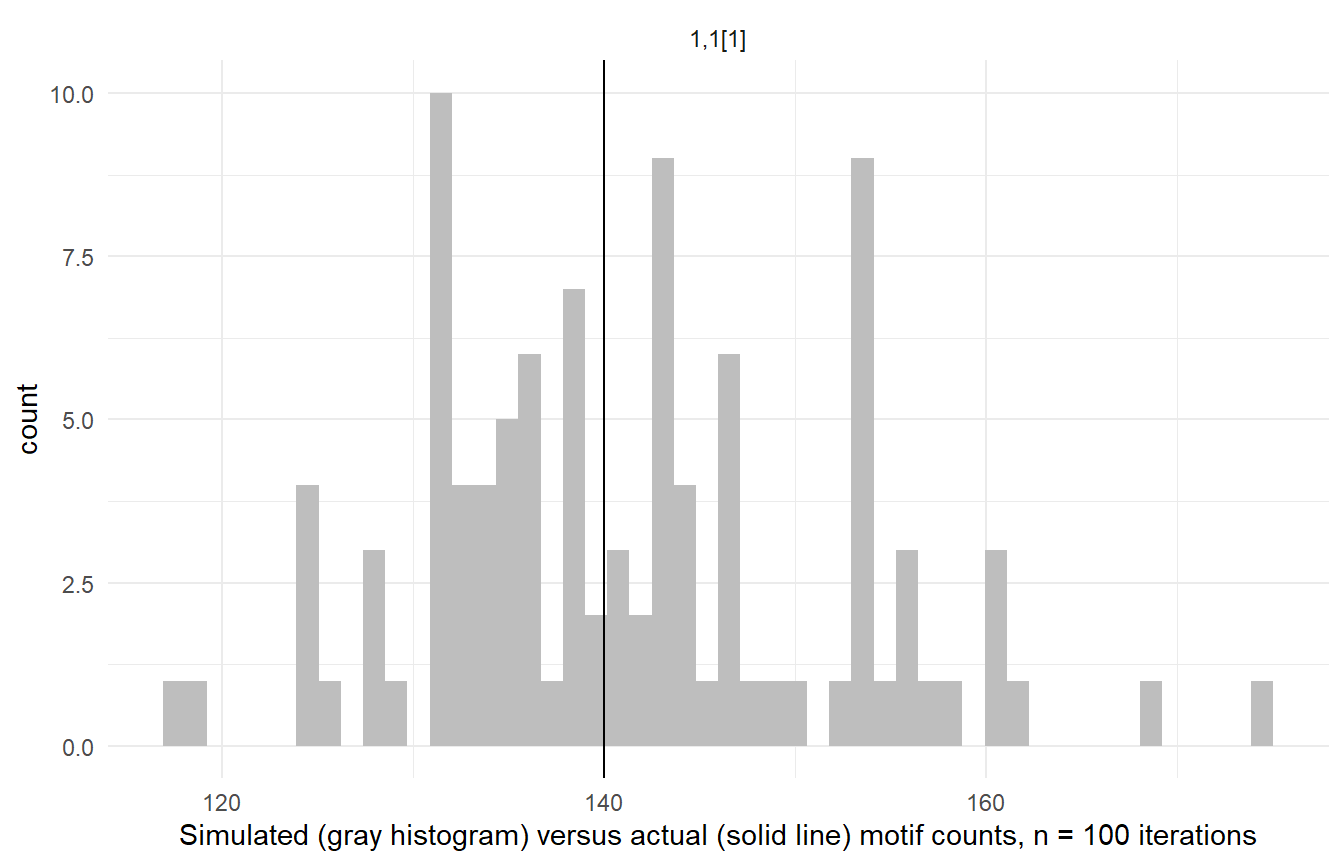 1,1[1]
10.0
7.5
5.0
2.5
0.0
count
120 140 160
Simulated (gray histogram) versus actual (solid line) motif counts, n = 100 iterations